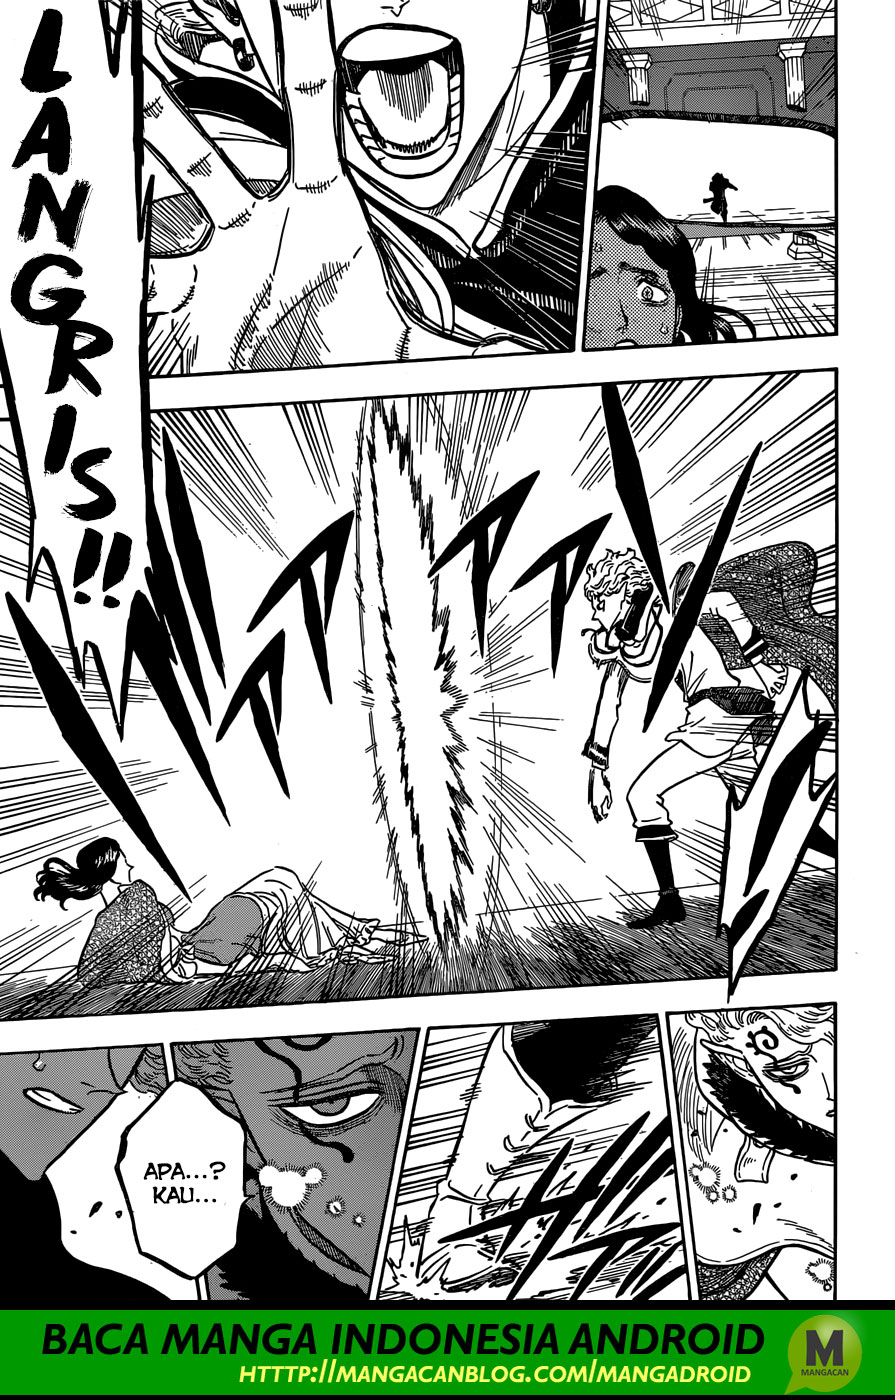 LANGRIS!!
APA...?
KAU...
BACA MANGA INDONESIA ANDROID
HTTTP://MANGACANBLOG.COM/MANGADROID
M
MANGACAN